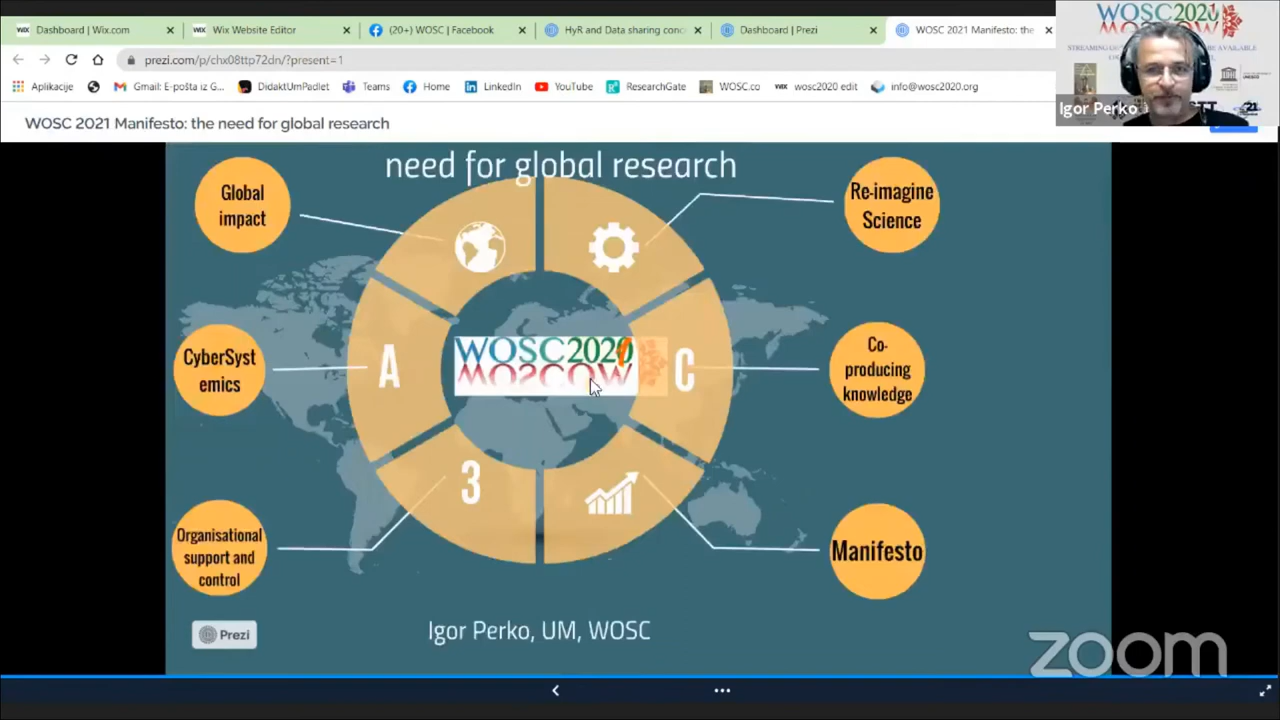 Dashboard | Wix.com
Wix Website Editor
(20+) WOSC | Facebook
HyR and Data sharing conc
Dashboard | Prezi
WOSC 2021 Manifesto: the
prezi.com/p/chx08ttp72dn/?present=1
Aplikacije
Gmail: E-pošta iz G...
DidaktUmPadlet
Teams
Home
LinkedIn
YouTube
ResearchGate
WOSC.co
wosc2020 edit
info@wosc2020.org
WOSC2020
Igor Perko
WOSC 2021 Manifesto: the need for global research
need for global research
Global
impact
Re-imagine
Science
CyberSyst
emics
A
WOSC2020
MOSCOW
C
Co-
producing
knowledge
3
Organisational
support and
control
Manifesto
Igor Perko, UM, WOSC
Prezi
zoom